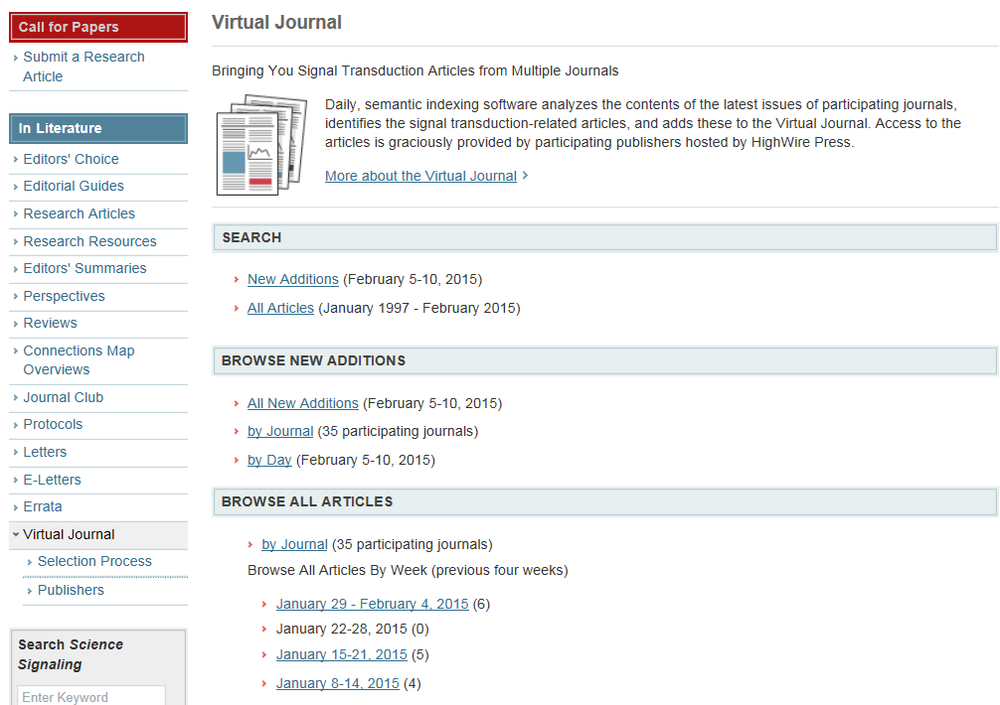 Call for Papers
Submit a Research
Article
In Literature
Editors' Choice
Editorial Guides
Research Articles
Research Resources
Editors' Summaries
Perspectives
Reviews
Connections Map
Overviews
Journal Club
Protocols
Letters
E-Letters
Errata
Virtual Journal
Selection Process
Publishers
Search Science
Signaling
Enter Keyword
Virtual Journal
Bringing You Signal Transduction Articles from Multiple Journals
Daily, semantic indexing software analyzes the contents of the latest issues of participating journals,
identifies the signal transduction-related articles, and adds these to the Virtual Journal. Access to the
articles is graciously provided by participating publishers hosted by HighWire Press.
More about the Virtual Journal
SEARCH
New Additions (February 5-10, 2015)
All Articles (January 1997 - February 2015)
BROWSE NEW ADDITIONS
All New Additions (February 5-10, 2015)
by Journal (35 participating journals)
by Day (February 5-10, 2015)
BROWSE ALL ARTICLES
by Journal (35 participating journals)
Browse All Articles By Week (previous four weeks)
January 29 - February 4, 2015 (6)
January 22-28, 2015 (0)
January 15-21, 2015 (5)
January 8-14, 2015 (4)